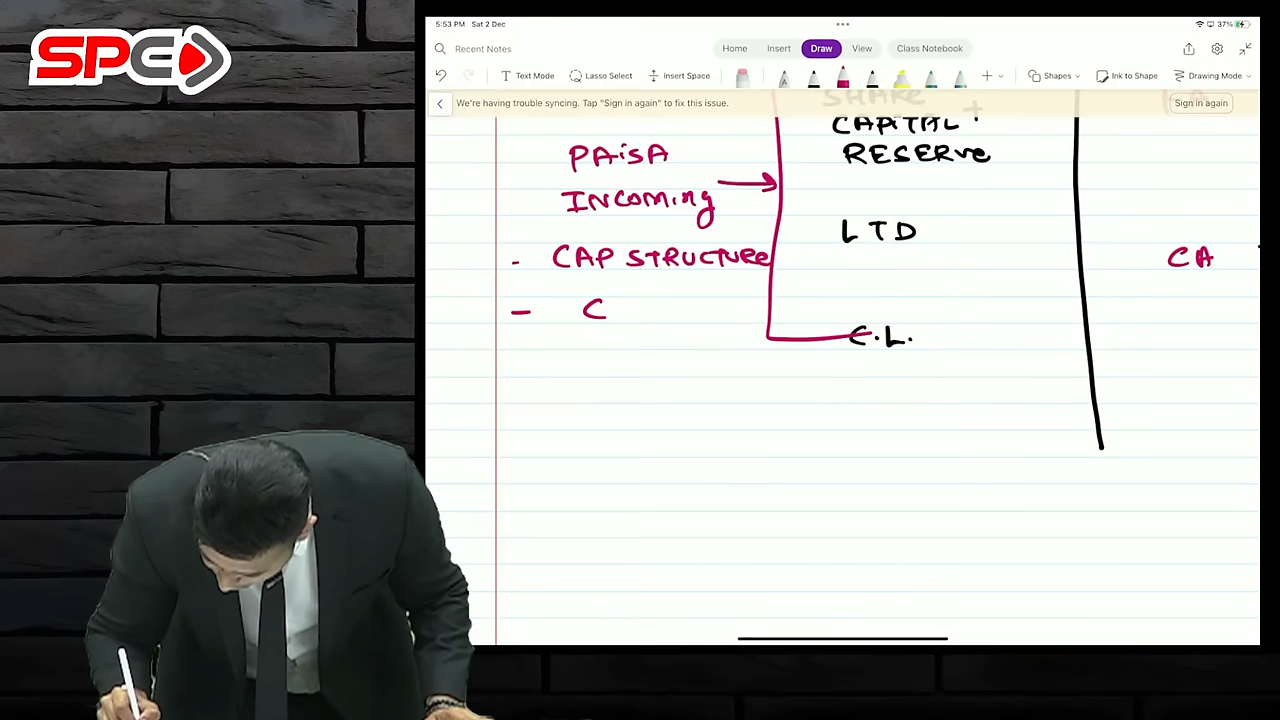 SPE
5:53 PM Sat 2 Dec
37%
Recent Notes
Home Insert Draw View Class Notebook
Text Mode Lasso Select Insert Space Shapes Ink to Shape Drawing Mode
We're having trouble syncing. Tap "Sign in again" to fix this issue.
Sign in again
SHARE +
CAPITAL
RESERVE
PAiSA
INComing
LTD
- CAP STRUCTURE
CA
- C
C.L.